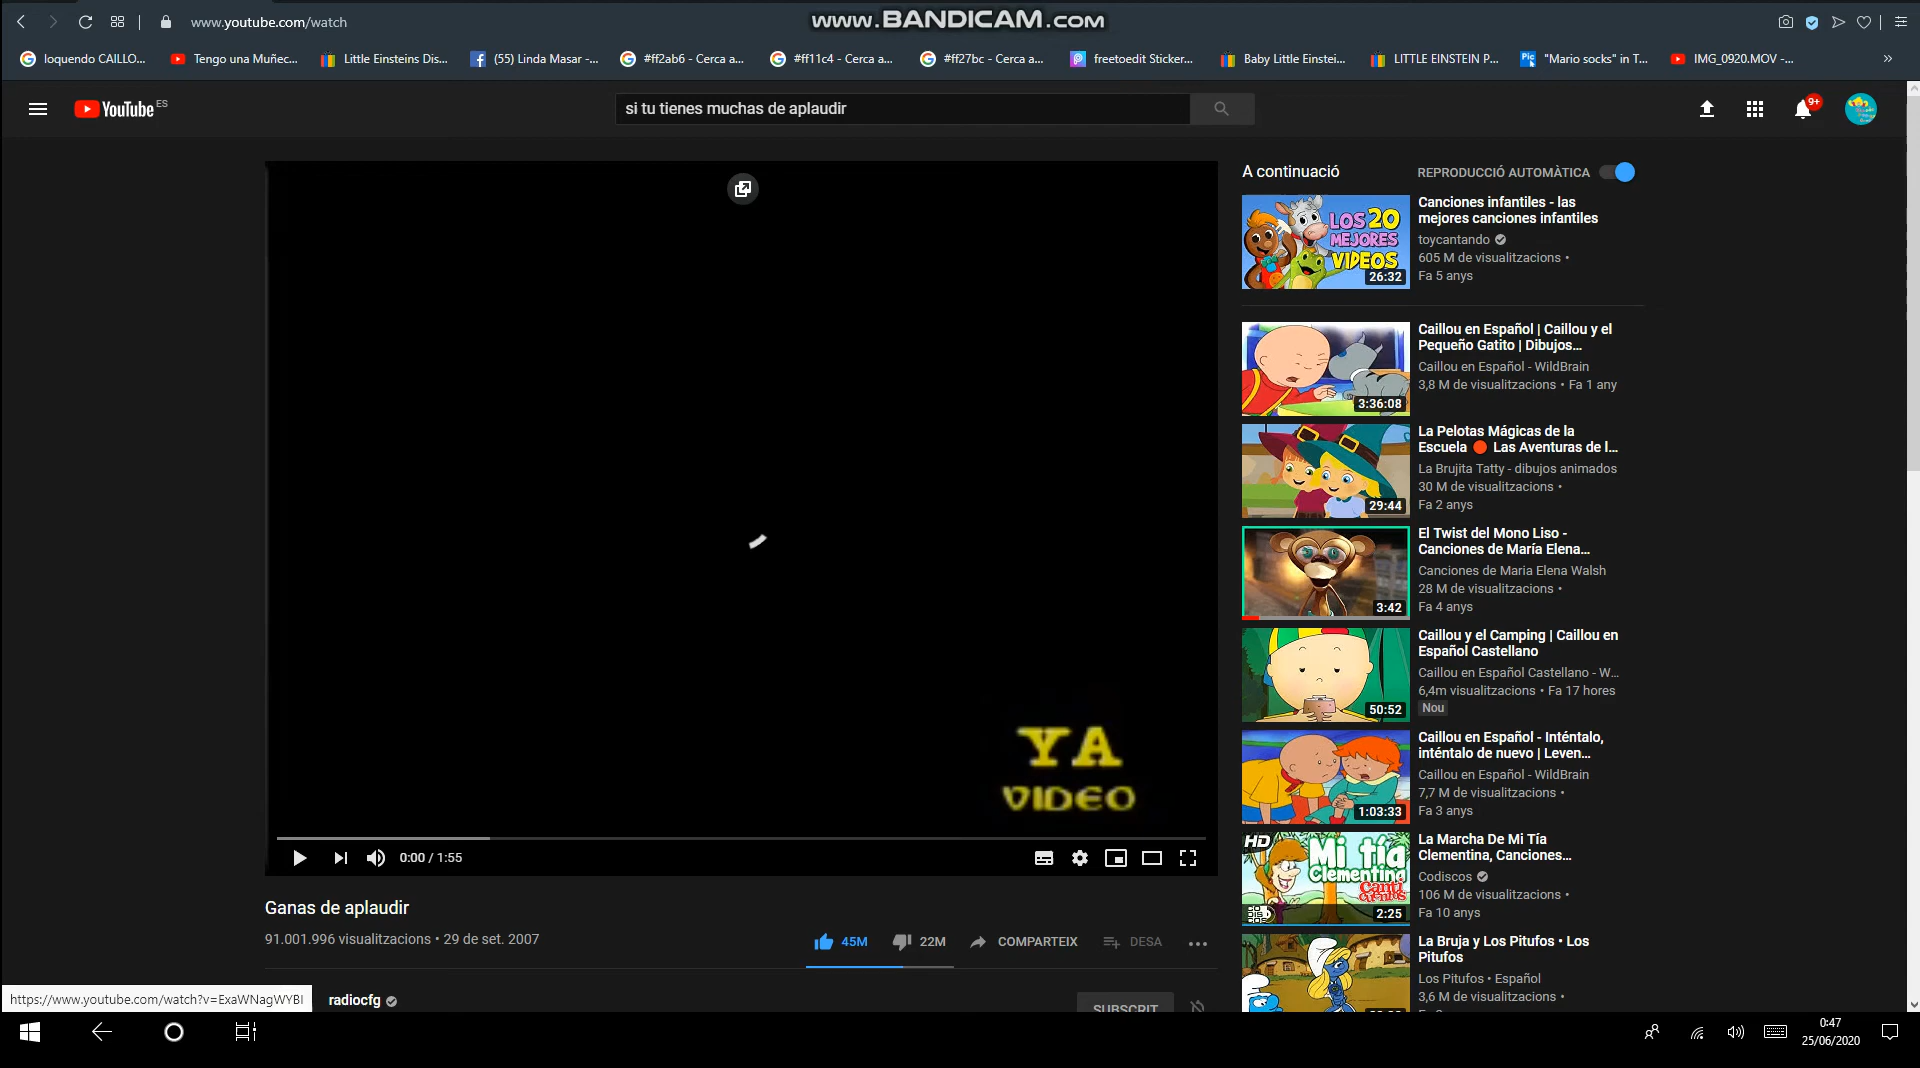 www.youtube.com/watch
www.BANDICAM.com
loquendo CAILLO...
Tengo una Muñec...
Little Einsteins Dis...
(55) Linda Masar -...
#ff2ab6 - Cerca a...
#ff11c4 - Cerca a...
#ff27bc - Cerca a...
freetoedit Sticker...
Baby Little Einstei...
LITTLE EINSTEIN P...
"Mario socks" in T...
IMG_0920.MOV -...
YouTube ES
si tu tienes muchas de aplaudir
9+
A continuació
REPRODUCCIÓ AUTOMÀTICA
LOS 20
MEJORES
VIDEOS
26:32
Canciones infantiles - las
mejores canciones infantiles
toycantando
605 M de visualitzacions •
Fa 5 anys
3:36:08
Caillou en Español | Caillou y el
Pequeño Gatito | Dibujos...
Caillou en Español - WildBrain
3,8 M de visualitzacions • Fa 1 any
29:44
La Pelotas Mágicas de la
Escuela 🔴 Las Aventuras de l...
La Brujita Tatty - dibujos animados
30 M de visualitzacions •
Fa 2 anys
3:42
El Twist del Mono Liso -
Canciones de María Elena...
Canciones de Maria Elena Walsh
28 M de visualitzacions •
Fa 4 anys
50:52
Caillou y el Camping | Caillou en
Español Castellano
Caillou en Español Castellano - W...
6,4m visualitzacions • Fa 17 hores
Nou
1:03:33
Caillou en Español - Inténtalo,
inténtalo de nuevo | Leven...
Caillou en Español - WildBrain
7,7 M de visualitzacions •
Fa 3 anys
HD
Mi tía
Clementina
Canti
cuentos
2:25
La Marcha De Mi Tía
Clementina, Canciones...
Codiscos
106 M de visualitzacions •
Fa 10 anys
La Bruja y Los Pitufos • Los
Pitufos
Los Pitufos • Español
3,6 M de visualitzacions •
YA
VIDEO
0:00 / 1:55
Ganas de aplaudir
91.001.996 visualitzacions • 29 de set. 2007
45M
22M
COMPARTEIX
DESA
radiocfg
SUBSCRIT
https://www.youtube.com/watch?v=ExaWNagWYBI
0:47
25/06/2020